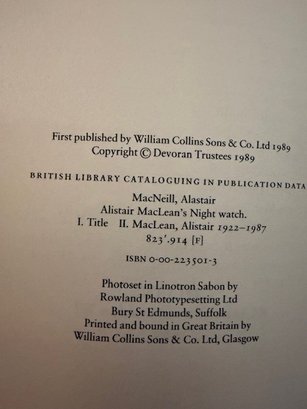 First published by William Collins Sons & Co. Ltd 1989
Copyright © Devoran Trustees 1989
BRITISH LIBRARY CATALOGUING IN PUBLICATION DATA
MacNeill, Alastair
Alistair MacLean's Night watch.
I. Title II. MacLean, Alistair 1922–1987
823'.914 [F]
ISBN 0-00-223501-3
Photoset in Linotron Sabon by
Rowland Phototypesetting Ltd
Bury St Edmunds, Suffolk
Printed and bound in Great Britain by
William Collins Sons & Co. Ltd, Glasgow